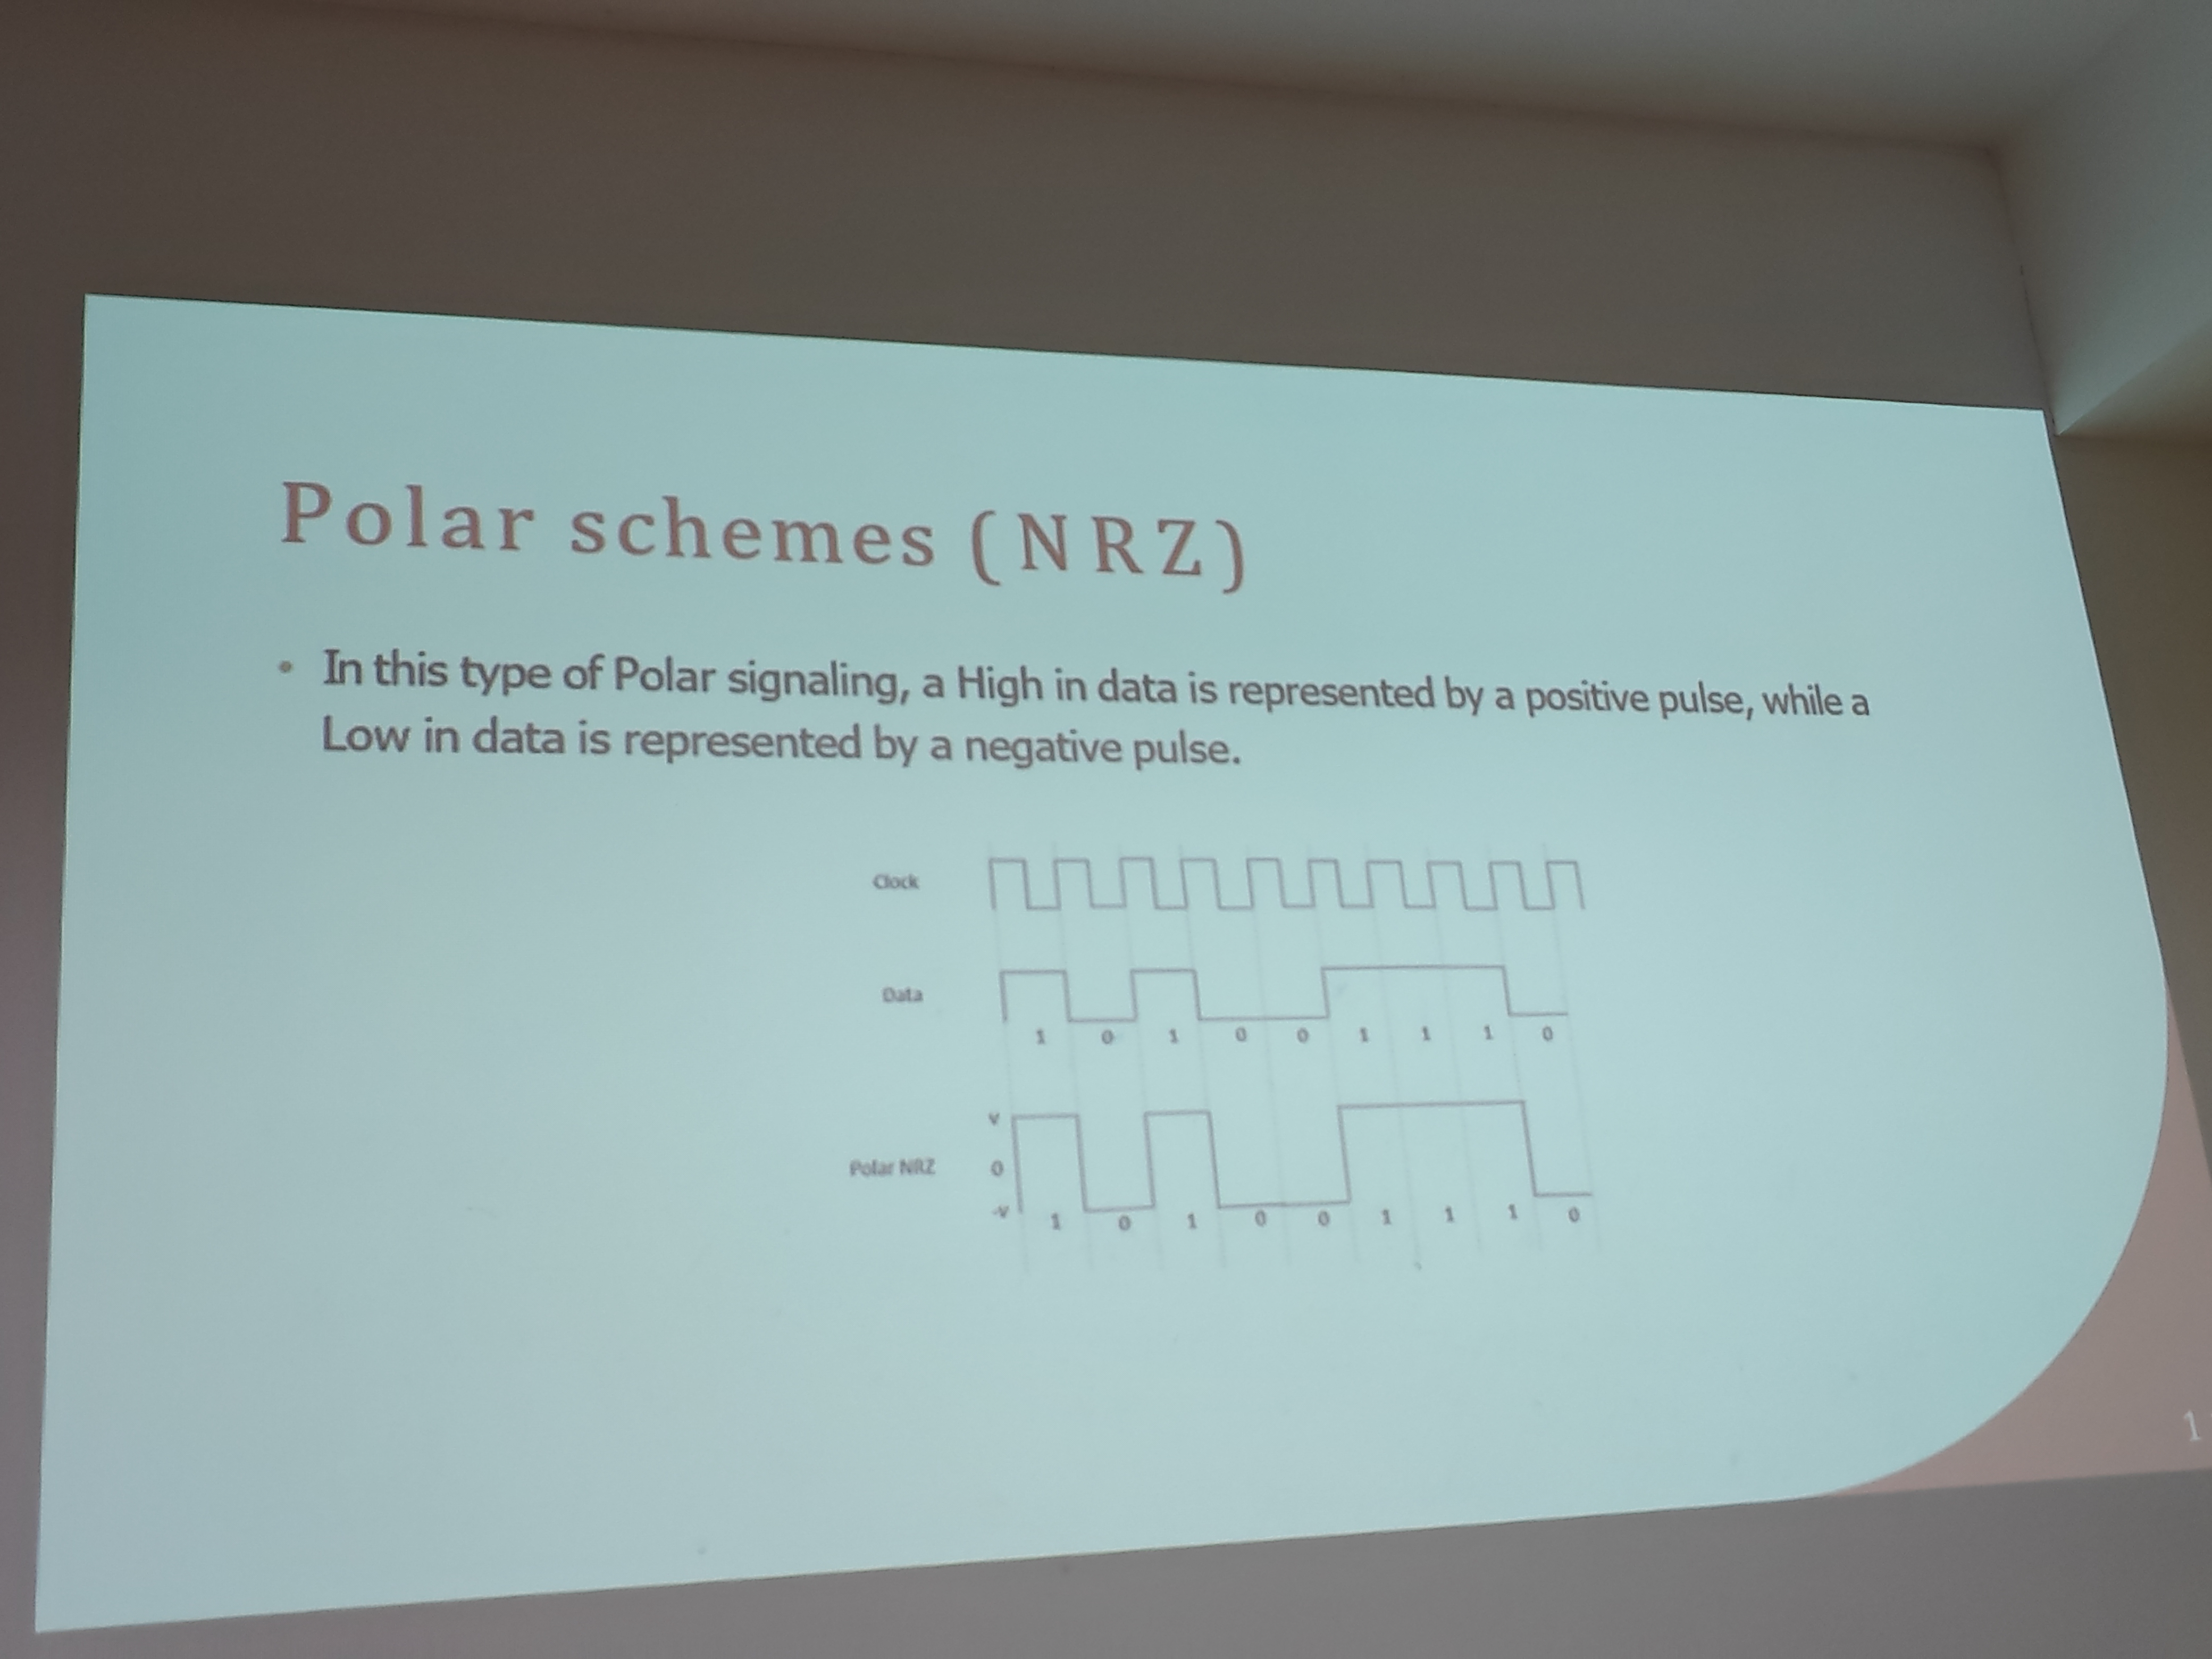 Polar schemes (NRZ)
• In this type of Polar signaling, a High in data is represented by a positive pulse, while a
Low in data is represented by a negative pulse.
Clock
Data
1 0 1 0 0 1 1 1 0
V
Polar NRZ 0
-V
1 0 1 0 0 1 1 1 0
1